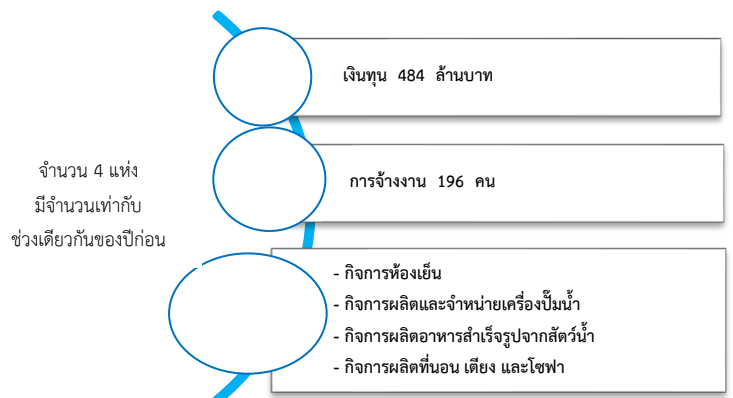 จำนวน 4 แห่ง
มีจำนวนเท่ากับ
ช่วงเดียวกันของปีก่อน
เงินทุน 484 ล้านบาท
การจ้างงาน 196 คน
- กิจการห้องเย็น
- กิจการผลิตและจำหน่ายเครื่องปั๊มน้ำ
- กิจการผลิตอาหารสำเร็จรูปจากสัตว์น้ำ
- กิจการผลิตที่นอน เตียง และโซฟา